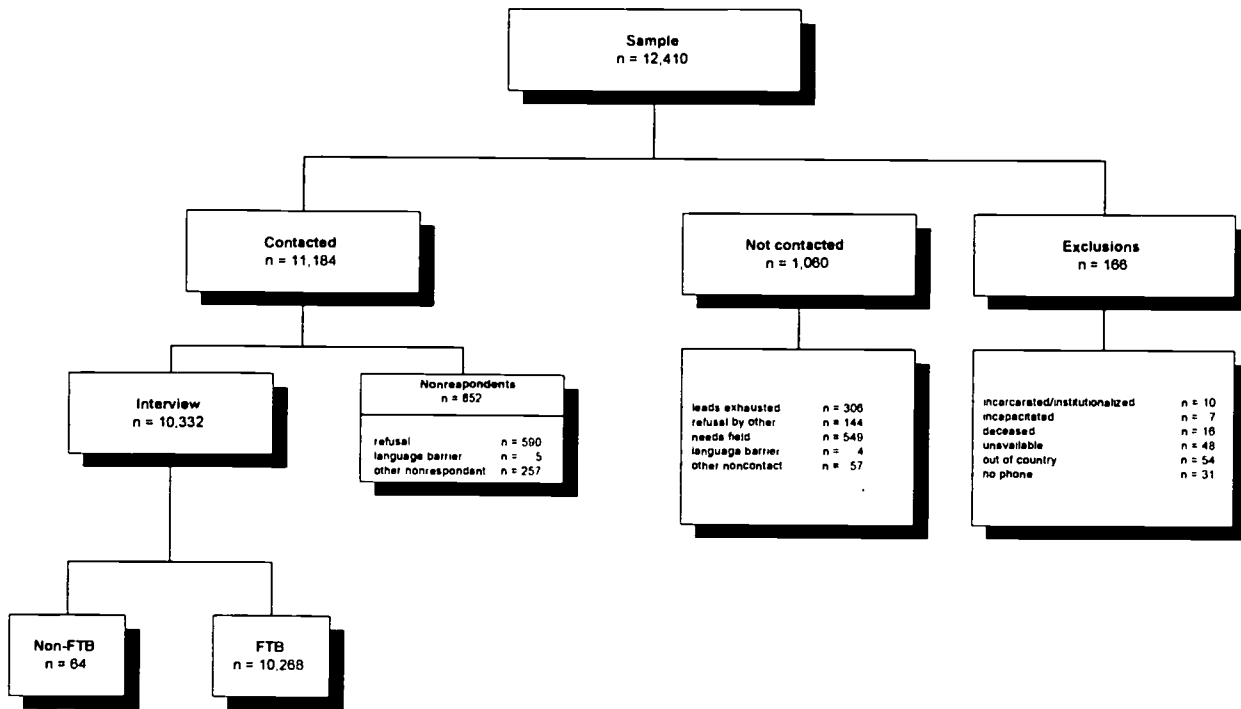 Sample
n = 12,410
Contacted
n = 11,184
Not contacted
n = 1,060
Exclusions
n = 166
Interview
n = 10,332
Nonrespondents
n = 852
refusal n = 590
language barrier n = 5
other nonrespondant n = 257
leads exhausted n = 306
refusal by other n = 144
needs field n = 549
language barrier n = 4
other noncontact n = 57
incarcarated/institutionalized n = 10
incapacitated n = 7
deceased n = 16
unavailable n = 48
out of country n = 54
no phone n = 31
Non-FTB
n = 64
FTB
n = 10,268